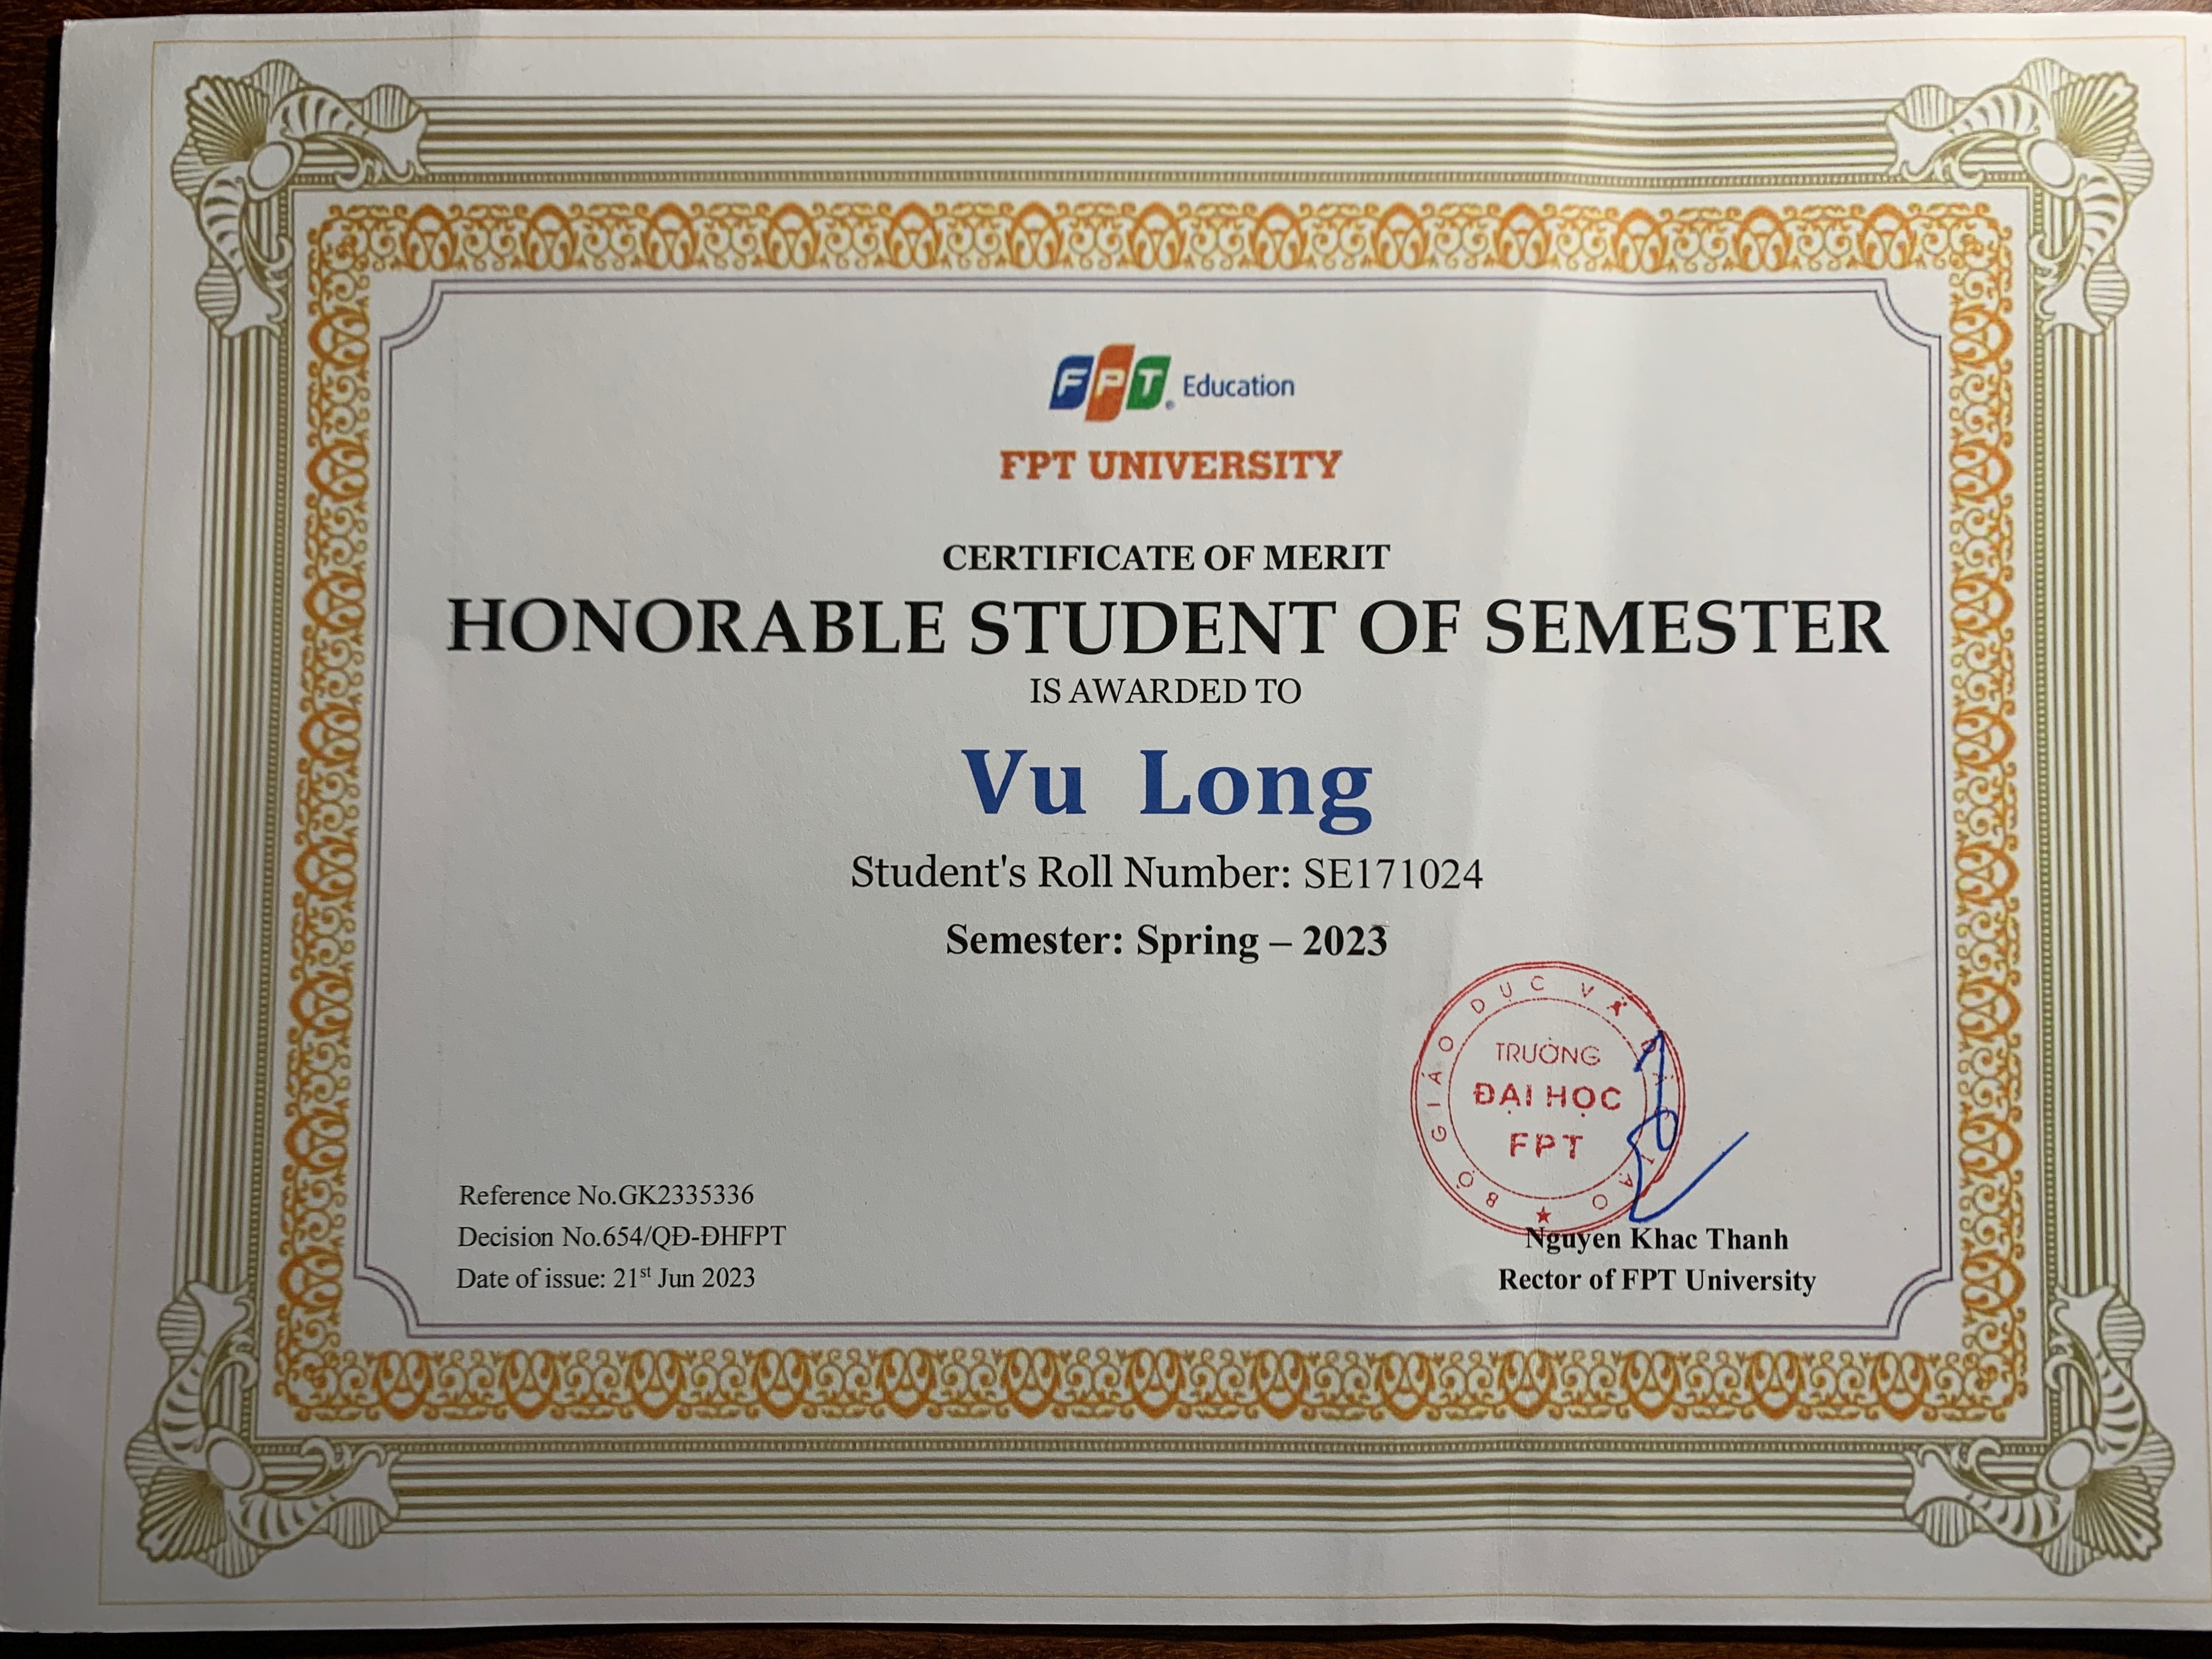 FPT Education
FPT UNIVERSITY
CERTIFICATE OF MERIT
HONORABLE STUDENT OF SEMESTER
IS AWARDED TO
Vu Long
Student's Roll Number: SE171024
Semester: Spring – 2023
BỘ GIÁO DỤC VÀ ĐÀO TẠO
TRƯỜNG
ĐẠI HỌC
FPT
Reference No.GK2335336
Decision No.654/QĐ-ĐHFPT
Date of issue: 21st Jun 2023
Nguyen Khac Thanh
Rector of FPT University